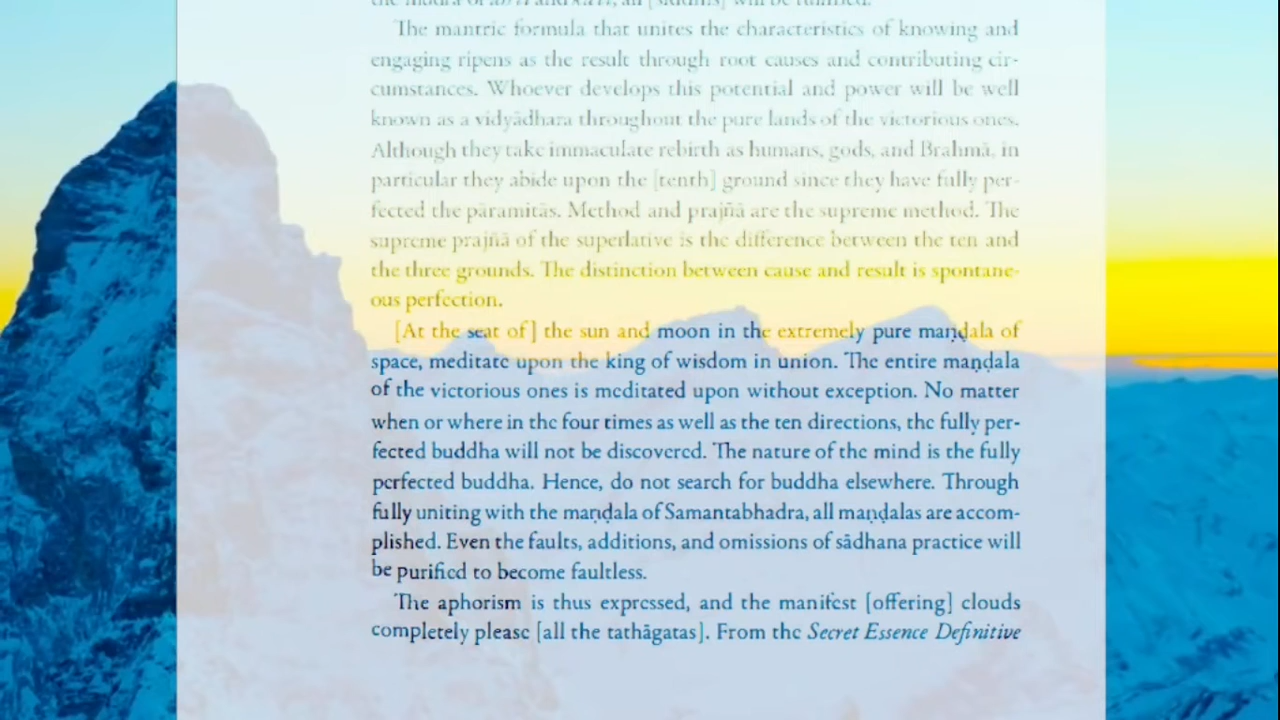 The mantric formula that unites the characteristics of knowing and
engaging ripens as the result through root causes and contributing cir-
cumstances. Whoever develops this potential and power will be well
known as a vidyādhara throughout the pure lands of the victorious ones.
Although they take immaculate rebirth as humans, gods, and Brahmā, in
particular they abide upon the [tenth] ground since they have fully per-
fected the pāramitās. Method and prajñā are the supreme method. The
supreme prajñā of the superlative is the difference between the ten and
the three grounds. The distinction between cause and result is spontane-
ous perfection.
[At the seat of] the sun and moon in the extremely pure maṇḍala of
space, meditate upon the king of wisdom in union. The entire maṇḍala
of the victorious ones is meditated upon without exception. No matter
when or where in the four times as well as the ten directions, the fully per-
fected buddha will not be discovered. The nature of the mind is the fully
perfected buddha. Hence, do not search for buddha elsewhere. Through
fully uniting with the maṇḍala of Samantabhadra, all maṇḍalas are accom-
plished. Even the faults, additions, and omissions of sādhana practice will
be purified to become faultless.
The aphorism is thus expressed, and the manifest [offering] clouds
completely please [all the tathāgatas]. From the Secret Essence Definitive